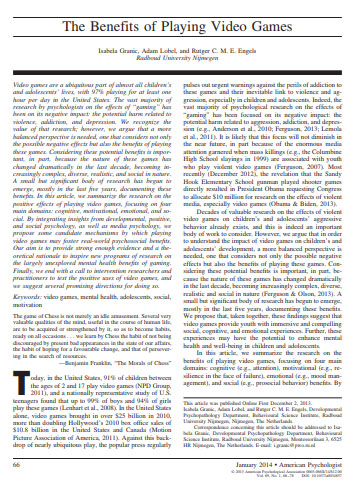 The Benefits of Playing Video Games
Isabela Granic, Adam Lobel, and Rutger C. M. E. Engels
Radboud University Nijmegen
Video games are a ubiquitous part of almost all children's
and adolescents' lives, with 97% playing for at least one
hour per day in the United States. The vast majority of
research by psychologists on the effects of "gaming" has
been on its negative impact: the potential harm related to
violence, addiction, and depression. We recognize the
value of that research; however, we argue that a more
balanced perspective is needed, one that considers not only
the possible negative effects but also the benefits of playing
these games. Considering these potential benefits is impor-
tant, in part, because the nature of these games has
changed dramatically in the last decade, becoming in-
creasingly complex, diverse, realistic, and social in nature.
A small but significant body of research has begun to
emerge, mostly in the last five years, documenting these
benefits. In this article, we summarize the research on the
positive effects of playing video games, focusing on four
main domains: cognitive, motivational, emotional, and so-
cial. By integrating insights from developmental, positive,
and social psychology, as well as media psychology, we
propose some candidate mechanisms by which playing
video games may foster real-world psychosocial benefits.
Our aim is to provide strong enough evidence and a the-
oretical rationale to inspire new programs of research on
the largely unexplored mental health benefits of gaming.
Finally, we end with a call to intervention researchers and
practitioners to test the positive uses of video games, and
we suggest several promising directions for doing so.
Keywords: video games, mental health, adolescents, social,
motivation
The game of Chess is not merely an idle amusement. Several very
valuable qualities of the mind, useful in the course of human life,
are to be acquired or strengthened by it, so as to become habits,
ready on all occasions . . . we learn by Chess the habit of not being
discouraged by present bad appearances in the state of our affairs,
the habit of hoping for a favourable change, and that of persever-
ing in the search of resources.
—Benjamin Franklin, "The Morals of Chess"
Today, in the United States, 91% of children between
the ages of 2 and 17 play video games (NPD Group,
2011), and a nationally representative study of U.S.
teenagers found that up to 99% of boys and 94% of girls
play these games (Lenhart et al., 2008). In the United States
alone, video games brought in over $25 billion in 2010,
more than doubling Hollywood's 2010 box office sales of
$10.8 billion in the United States and Canada (Motion
Picture Association of America, 2011). Against this back-
drop of nearly ubiquitous play, the popular press regularly
pulses out urgent warnings against the perils of addiction to
these games and their inevitable link to violence and ag-
gression, especially in children and adolescents. Indeed, the
vast majority of psychological research on the effects of
"gaming" has been focused on its negative impact: the
potential harm related to aggression, addiction, and depres-
sion (e.g., Anderson et al., 2010; Ferguson, 2013; Lemola
et al., 2011). It is likely that this focus will not diminish in
the near future, in part because of the enormous media
attention garnered when mass killings (e.g., the Columbine
High School slayings in 1999) are associated with youth
who play violent video games (Ferguson, 2007). Most
recently (December 2012), the revelation that the Sandy
Hook Elementary School gunman played shooter games
directly resulted in President Obama requesting Congress
to allocate $10 million for research on the effects of violent
media, especially video games (Obama & Biden, 2013).
Decades of valuable research on the effects of violent
video games on children's and adolescents' aggressive
behavior already exists, and this is indeed an important
body of work to consider. However, we argue that in order
to understand the impact of video games on children's and
adolescents' development, a more balanced perspective is
needed, one that considers not only the possible negative
effects but also the benefits of playing these games. Con-
sidering these potential benefits is important, in part, be-
cause the nature of these games has changed dramatically
in the last decade, becoming increasingly complex, diverse,
realistic and social in nature (Ferguson & Olson, 2013). A
small but significant body of research has begun to emerge,
mostly in the last five years, documenting these benefits.
We propose that, taken together, these findings suggest that
video games provide youth with immersive and compelling
social, cognitive, and emotional experiences. Further, these
experiences may have the potential to enhance mental
health and well-being in children and adolescents.
In this article, we summarize the research on the
benefits of playing video games, focusing on four main
domains: cognitive (e.g., attention), motivational (e.g., re-
silience in the face of failure), emotional (e.g., mood man-
agement), and social (e.g., prosocial behavior) benefits. By
This article was published Online First December 2, 2013.
Isabela Granic, Adam Lobel, and Rutger C. M. E. Engels, Developmental
Psychopathology Department, Behavioural Science Institute, Radboud
University Nijmegen, Nijmegen, The Netherlands.
Correspondence concerning this article should be addressed to Isa-
bela Granic, Developmental Psychopathology Department, Behavioural
Science Institute, Radboud University Nijmegen, Montessorilaan 3, 6525
HR Nijmegen, The Netherlands. E-mail: i.granic@pwo.ru.nl
66
January 2014 • American Psychologist
© 2013 American Psychological Association
Vol. 69, No. 1, 66–78